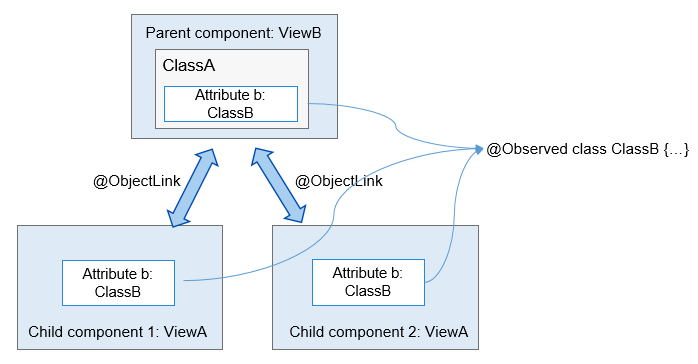 Parent component: ViewB
ClassA
Attribute b:
ClassB
@Observed class ClassB {...}
@ObjectLink
@ObjectLink
Attribute b:
ClassB
Child component 1: ViewA
Attribute b:
ClassB
Child component 2: ViewA